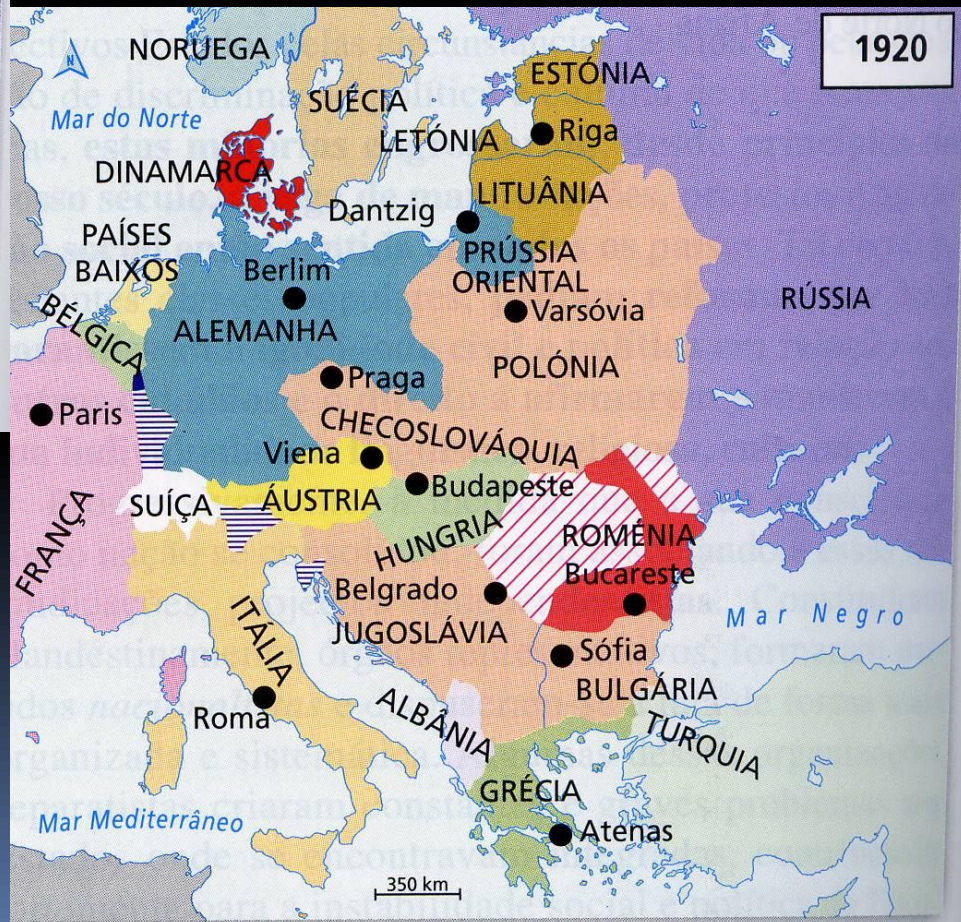 1920
N
NORUEGA
ESTÓNIA
SUÉCIA
Mar do Norte
LETÓNIA
Riga
DINAMARCA
LITUÂNIA
Dantzig
PAÍSES
BAIXOS
Berlim
PRÚSSIA
ORIENTAL
RÚSSIA
Varsóvia
BÉLGICA
ALEMANHA
POLÓNIA
Praga
Paris
CHECOSLOVÁQUIA
Viena
Budapeste
SUÍÇA
ÁUSTRIA
FRANÇA
HUNGRIA
ROMÉNIA
Bucareste
Belgrado
Mar Negro
ITÁLIA
JUGOSLÁVIA
Sófia
BULGÁRIA
Roma
ALBÂNIA
TURQUIA
GRÉCIA
Mar Mediterrâneo
Atenas
350 km